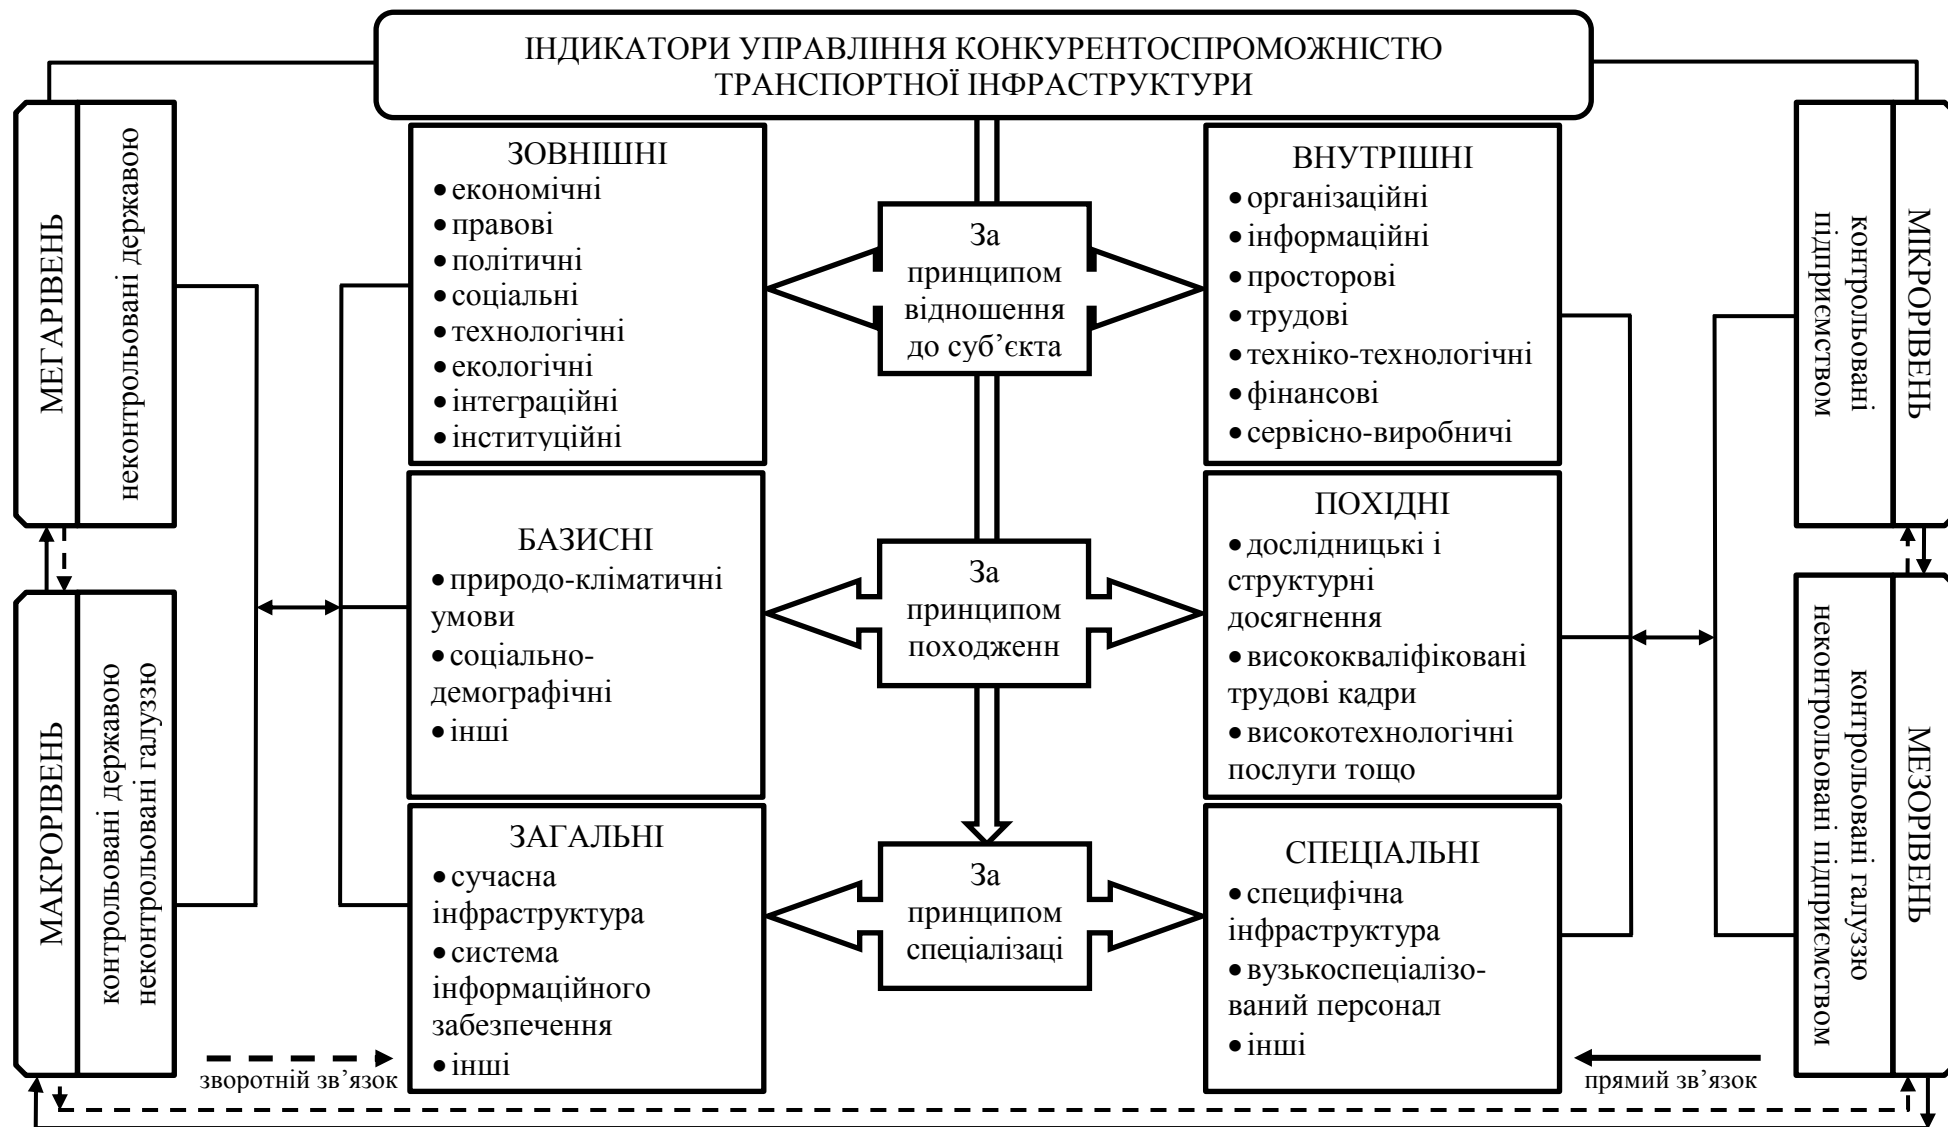 ІНДИКАТОРИ УПРАВЛІННЯ КОНКУРЕНТОСПРОМОЖНІСТЮ
ТРАНСПОРТНОЇ ІНФРАСТРУКТУРИ
МЕГАРІВЕНЬ
неконтрольовані державою
МАКРОРІВЕНЬ
контрольовані державою
неконтрольовані галуззю
ЗОВНІШНІ
• економічні
• правові
• політичні
• соціальні
• технологічні
• екологічні
• інтеграційні
• інституційні
БАЗИСНІ
• природо-кліматичні
умови
• соціально-
демографічні
• інші
ЗАГАЛЬНІ
• сучасна
інфраструктура
• система
інформаційного
забезпечення
• інші
За
принципом
відношення
до суб’єкта
За
принципом
походженн
За
принципом
спеціалізаці
ВНУТРІШНІ
• організаційні
• інформаційні
• просторові
• трудові
• техніко-технологічні
• фінансові
• сервісно-виробничі
ПОХІДНІ
• дослідницькі і
структурні
досягнення
• висококваліфіковані
трудові кадри
• високотехнологічні
послуги тощо
СПЕЦІАЛЬНІ
• специфічна
інфраструктура
• вузькоспеціалізо-
ваний персонал
• інші
МІКРОРІВЕНЬ
контрольовані
підприємством
МЕЗОРІВЕНЬ
контрольовані галуззю
неконтрольовані підприємством
зворотній зв’язок
прямий зв’язок